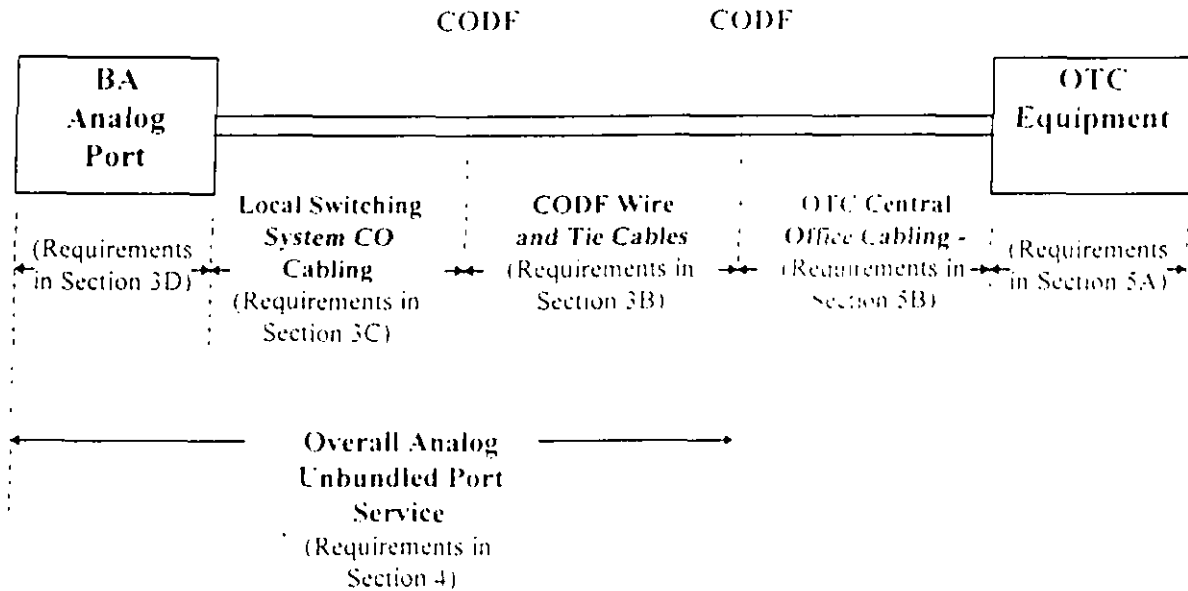 CODF CODF
BA
Analog
Port
OTC
Equipment
(Requirements
in Section 3D)
Local Switching
System CO
Cabling
(Requirements in
Section 3C)
CODF Wire
and Tie Cables
(Requirements in
Section 3B)
OTC Central
Office Cabling -
(Requirements in
Section 5B)
(Requirements
in Section 5A)
Overall Analog
Unbundled Port
Service
(Requirements in
Section 4)